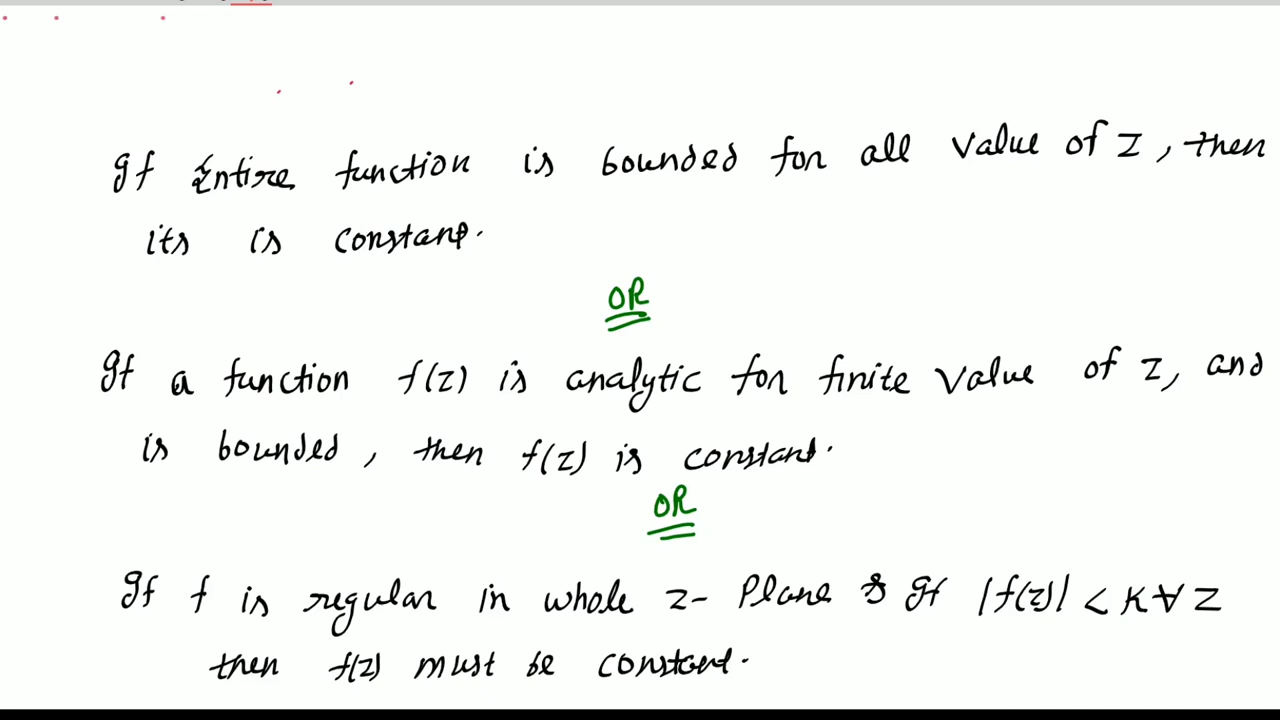 If Entire function is bounded for all value of Z, then
its is constant.
OR
If a function f(z) is analytic for finite value of z, and
is bounded, then f(z) is constant.
OR
If f is regular in whole z- Plane & if |f(z)| < K ∀ Z
then f(z) must be constant.